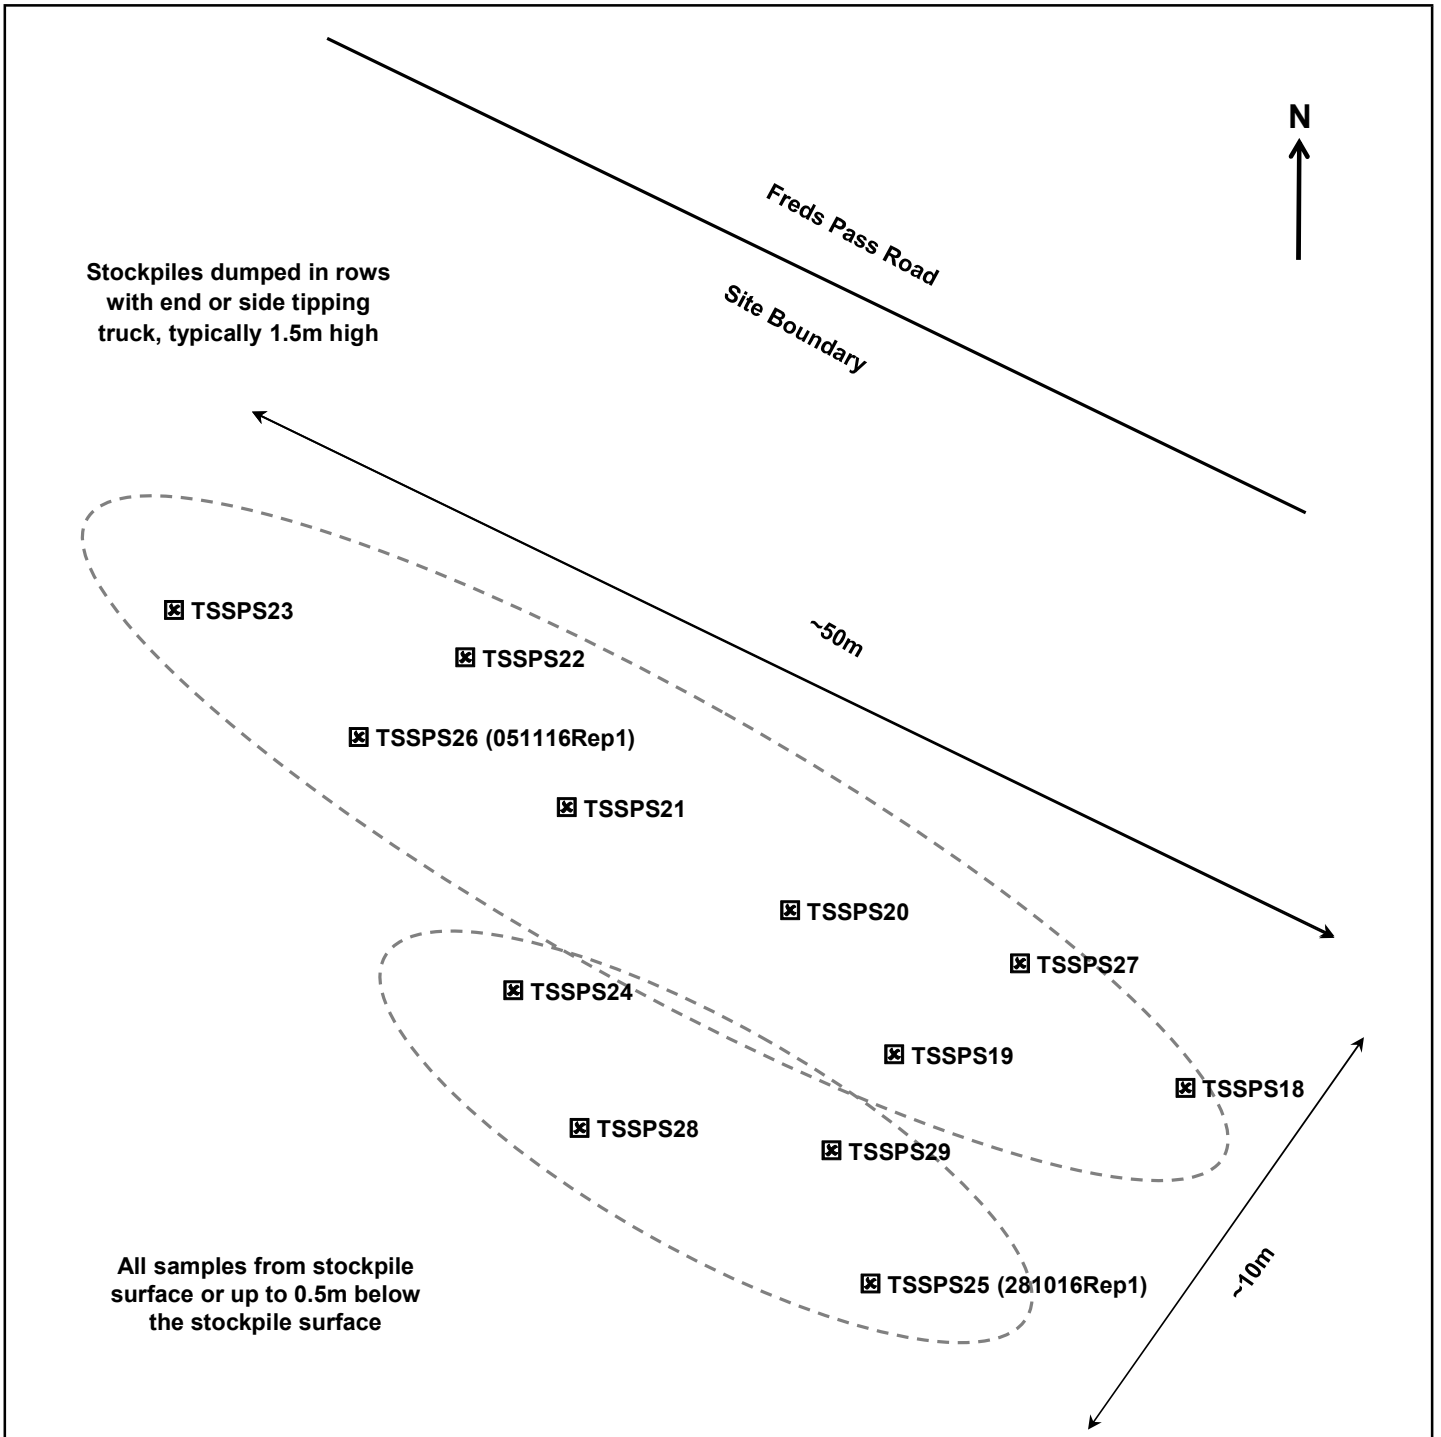 N
Freds Pass Road
Site Boundary
Stockpiles dumped in rows
with end or side tipping
truck, typically 1.5m high
~50m
TSSPS23
TSSPS22
TSSPS26 (051116Rep1)
TSSPS21
TSSPS20
TSSPS27
TSSPS24
TSSPS19
TSSPS18
TSSPS28
TSSPS29
~10m
All samples from stockpile
surface or up to 0.5m below
the stockpile surface
TSSPS25 (281016Rep1)